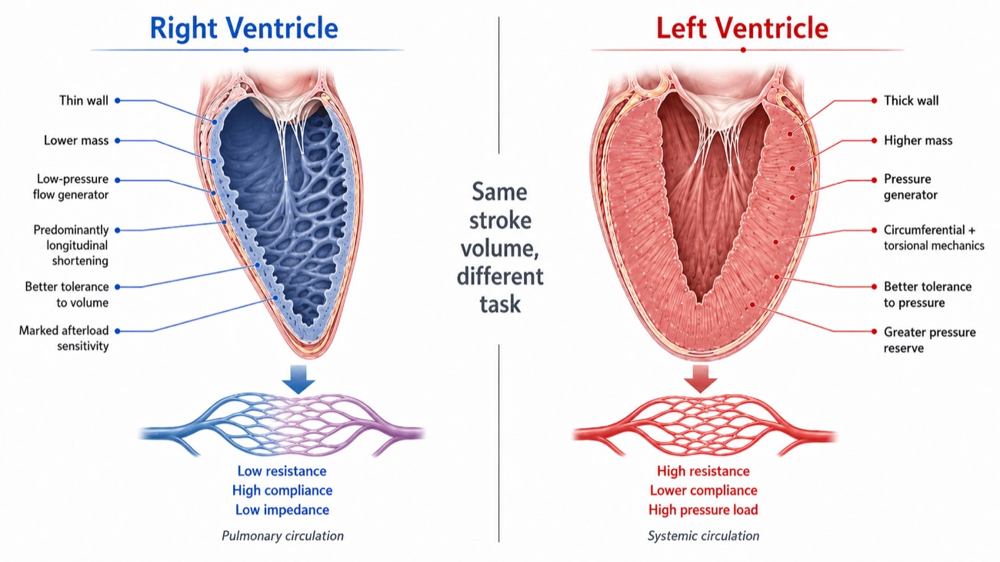 Right Ventricle
Thin wall
Lower mass
Low-pressure
flow generator
Predominantly
longitudinal
shortening
Better tolerance
to volume
Marked afterload
sensitivity
Low resistance
High compliance
Low impedance
Pulmonary circulation
Same
stroke
volume,
different
task
Left Ventricle
Thick wall
Higher mass
Pressure
generator
Circumferential +
torsional mechanics
Better tolerance
to pressure
Greater pressure
reserve
High resistance
Lower compliance
High pressure load
Systemic circulation